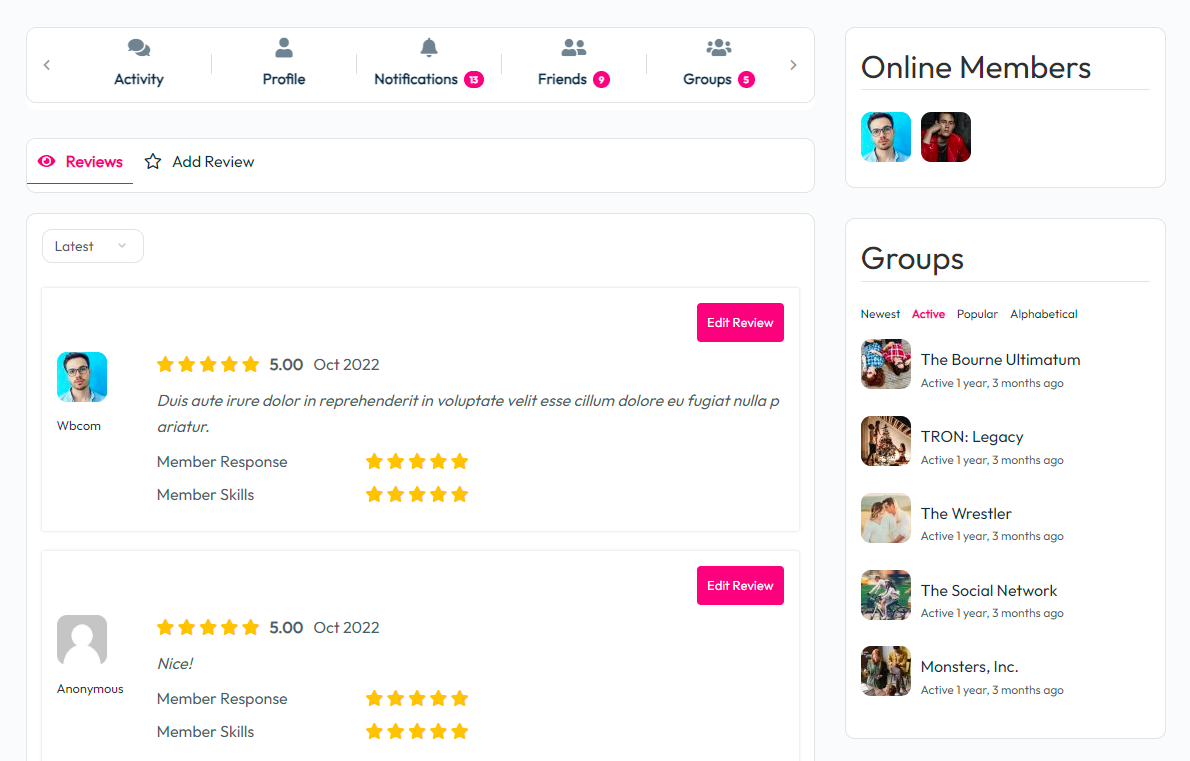 Activity
Profile
Notifications 13
Friends 9
Groups 5
Reviews
Add Review
Latest
Edit Review
5.00 Oct 2022
Duis aute irure dolor in reprehenderit in voluptate velit esse cillum dolore eu fugiat nulla p
ariatur.
Wbcom
Member Response
Member Skills
Edit Review
5.00 Oct 2022
Nice!
Anonymous
Member Response
Member Skills
Online Members
Groups
Newest Active Popular Alphabetical
The Bourne Ultimatum
Active 1 year, 3 months ago
TRON: Legacy
Active 1 year, 3 months ago
The Wrestler
Active 1 year, 3 months ago
The Social Network
Active 1 year, 3 months ago
Monsters, Inc.
Active 1 year, 3 months ago